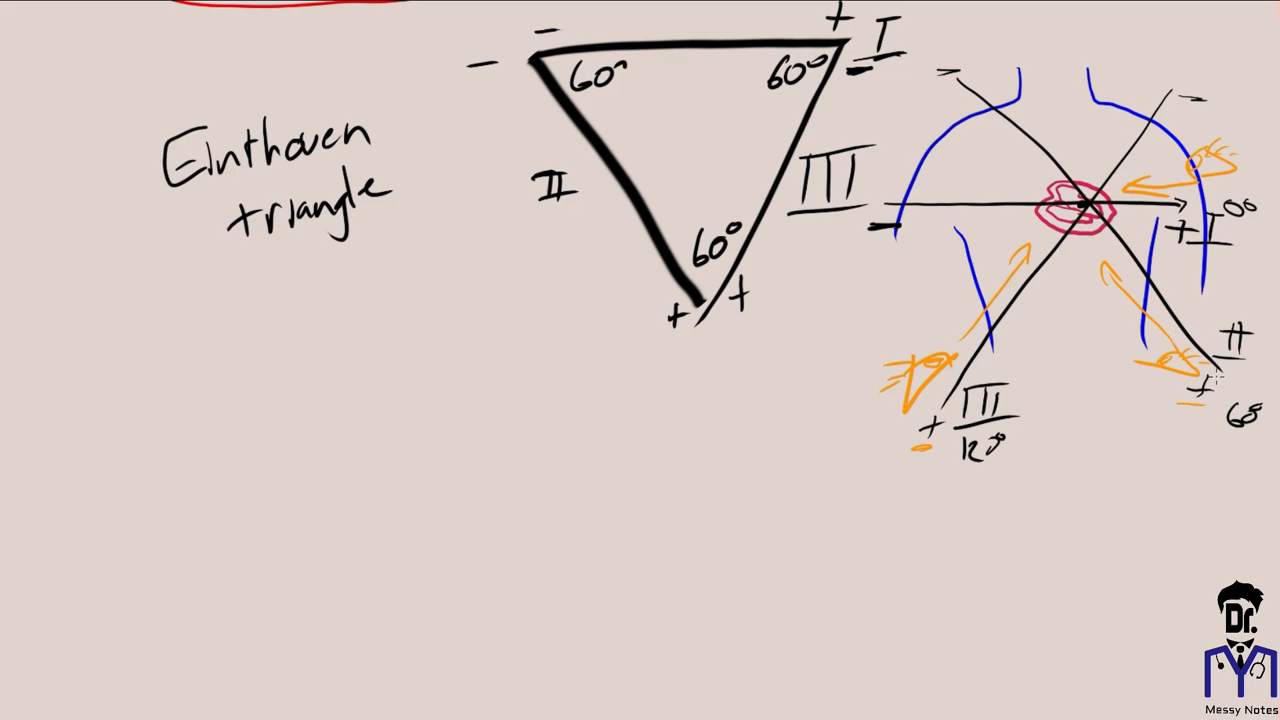 Einthoven
triangle
-
-
+
I
60°
60°
-
II
III
60°
+
+
-
-
-
+ I 0°
II
+
60°
+ III
120°
Dr.
Messy Notes